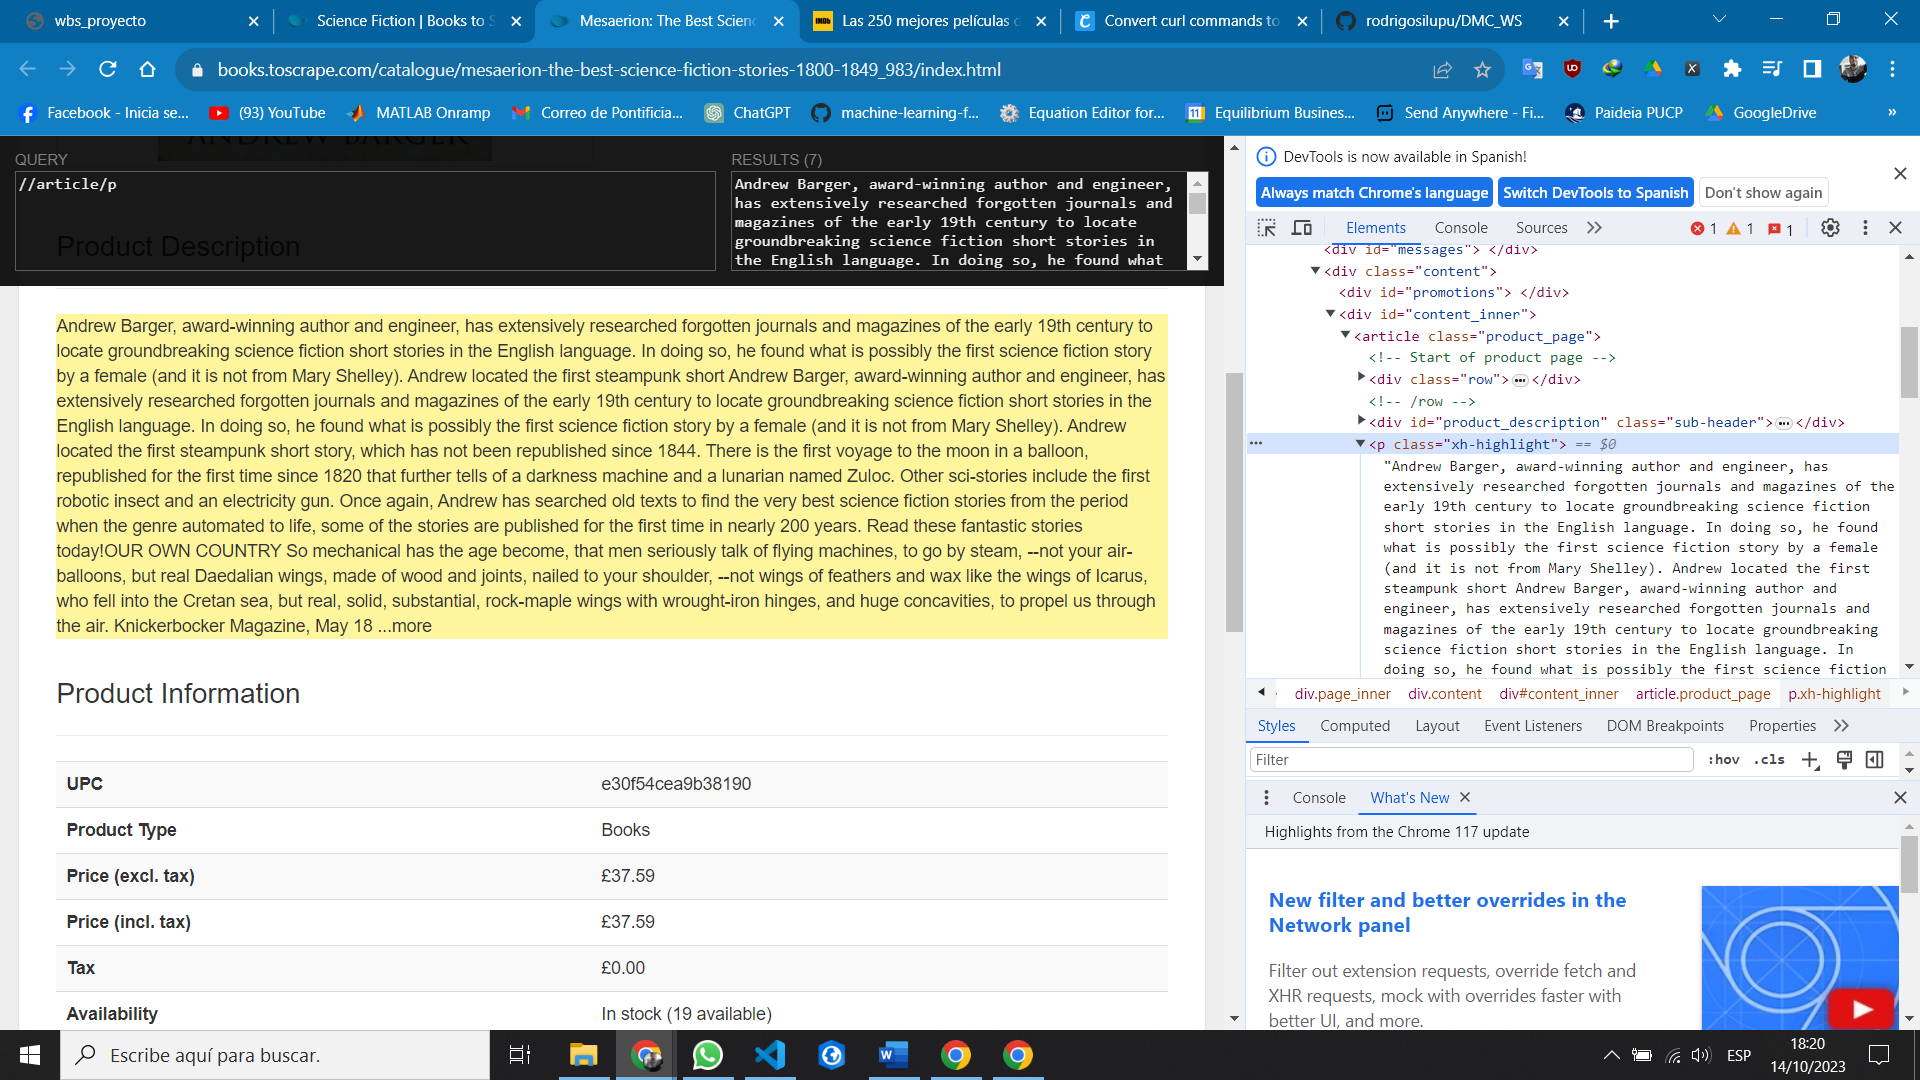 wbs_proyecto
Science Fiction | Books to S
Mesaerion: The Best Scien
Las 250 mejores películas
Convert curl commands to
rodrigosilupu/DMC_WS
books.toscrape.com/catalogue/mesaerion-the-best-science-fiction-stories-1800-1849_983/index.html
Facebook - Inicia se...
(93) YouTube
MATLAB Onramp
Correo de Pontificia...
ChatGPT
machine-learning-f...
Equation Editor for...
Equilibrium Business...
Send Anywhere - Fi...
Paideia PUCP
GoogleDrive
»
ANDREW BARGER
QUERY
//article/p
RESULTS (7)
Andrew Barger, award-winning author and engineer,
has extensively researched forgotten journals and
magazines of the early 19th century to locate
groundbreaking science fiction short stories in
the English language. In doing so, he found what
Product Description
Andrew Barger, award-winning author and engineer, has extensively researched forgotten journals and magazines of the early 19th century to
locate groundbreaking science fiction short stories in the English language. In doing so, he found what is possibly the first science fiction story
by a female (and it is not from Mary Shelley). Andrew located the first steampunk short Andrew Barger, award-winning author and engineer, has
extensively researched forgotten journals and magazines of the early 19th century to locate groundbreaking science fiction short stories in the
English language. In doing so, he found what is possibly the first science fiction story by a female (and it is not from Mary Shelley). Andrew
located the first steampunk short story, which has not been republished since 1844. There is the first voyage to the moon in a balloon,
republished for the first time since 1820 that further tells of a darkness machine and a lunarian named Zuloc. Other sci-stories include the first
robotic insect and an electricity gun. Once again, Andrew has searched old texts to find the very best science fiction stories from the period
when the genre automated to life, some of the stories are published for the first time in nearly 200 years. Read these fantastic stories
today!OUR OWN COUNTRY So mechanical has the age become, that men seriously talk of flying machines, to go by steam, --not your air-
balloons, but real Daedalian wings, made of wood and joints, nailed to your shoulder, --not wings of feathers and wax like the wings of Icarus,
who fell into the Cretan sea, but real, solid, substantial, rock-maple wings with wrought-iron hinges, and huge concavities, to propel us through
the air. Knickerbocker Magazine, May 18 ...more
Product Information
UPC e30f54cea9b38190
Product Type Books
Price (excl. tax) £37.59
Price (incl. tax) £37.59
Tax £0.00
Availability In stock (19 available)
DevTools is now available in Spanish!
Always match Chrome's language
Switch DevTools to Spanish
Don't show again
Elements
Console
Sources
1
1
1
<div id="messages"> </div>
<div class="content">
<div id="promotions"> </div>
<div id="content_inner">
<article class="product_page">
<!-- Start of product page -->
<div class="row"> ... </div>
<!-- /row -->
<div id="product_description" class="sub-header"> ... </div>
<p class="xh-highlight"> == $0
"Andrew Barger, award-winning author and engineer, has
extensively researched forgotten journals and magazines of the
early 19th century to locate groundbreaking science fiction
short stories in the English language. In doing so, he found
what is possibly the first science fiction story by a female
(and it is not from Mary Shelley). Andrew located the first
steampunk short Andrew Barger, award-winning author and
engineer, has extensively researched forgotten journals and
magazines of the early 19th century to locate groundbreaking
science fiction short stories in the English language. In
doing so, he found what is possibly the first science fiction
div.page_inner
div.content
div#content_inner
article.product_page
p.xh-highlight
Styles
Computed
Layout
Event Listeners
DOM Breakpoints
Properties
Filter
:hov
.cls
Console
What's New
Highlights from the Chrome 117 update
New filter and better overrides in the
Network panel
Filter out extension requests, override fetch and
XHR requests, mock with overrides faster with
better UI, and more.
Escribe aquí para buscar.
ESP
18:20
14/10/2023